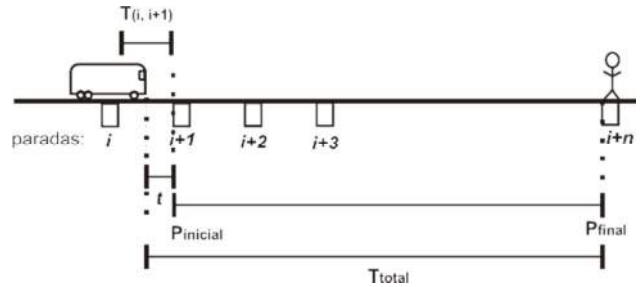 T(i, i+1)
paradas: i i+1 i+2 i+3 i+n
t
Pinicial Pfinal
Ttotal